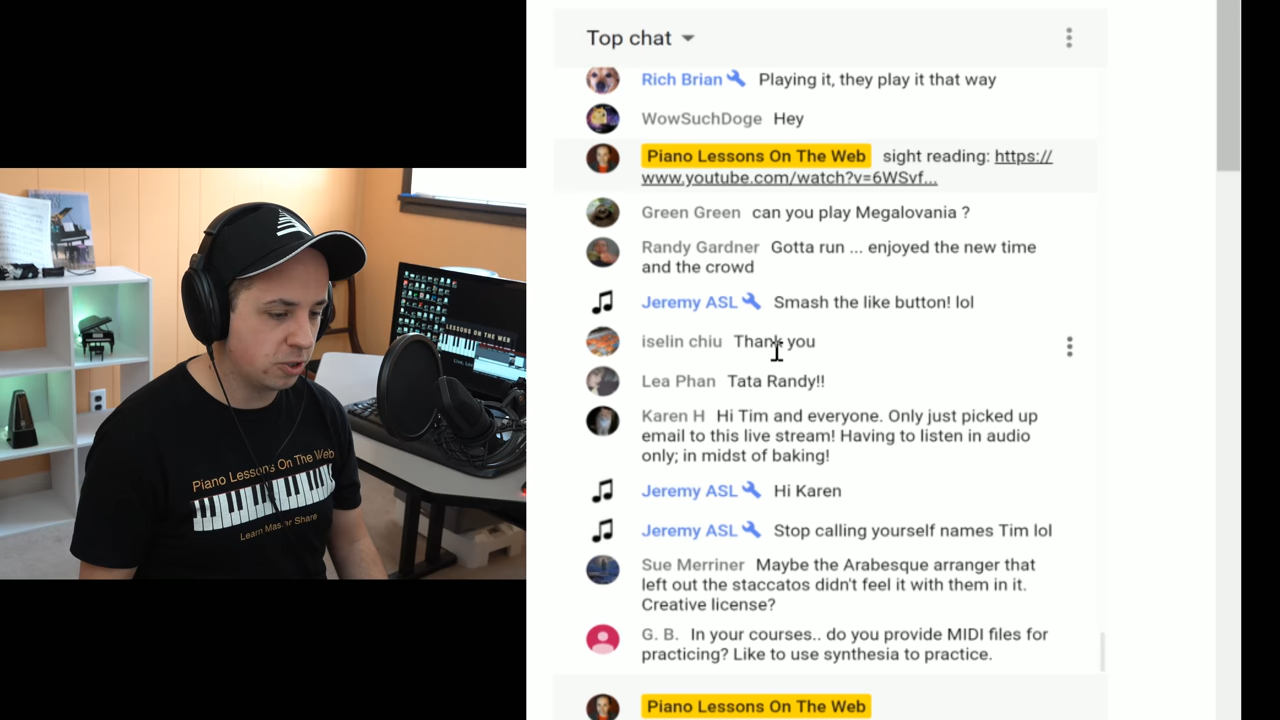 Top chat
Rich Brian Playing it, they play it that way
WowSuchDoge Hey
Piano Lessons On The Web sight reading: https://
www.youtube.com/watch?v=6WSvf...
Green Green can you play Megalovania ?
Randy Gardner Gotta run ... enjoyed the new time
and the crowd
Jeremy ASL Smash the like button! lol
iselin chiu Thank you
Lea Phan Tata Randy!!
Karen H Hi Tim and everyone. Only just picked up
email to this live stream! Having to listen in audio
only; in midst of baking!
Jeremy ASL Hi Karen
Jeremy ASL Stop calling yourself names Tim lol
Sue Merriner Maybe the Arabesque arranger that
left out the staccatos didn't feel it with them in it.
Creative license?
G. B. In your courses.. do you provide MIDI files for
practicing? Like to use synthesia to practice.
Piano Lessons On The Web
LESSONS ON THE WEB
Piano Lessons On The Web
Learn Master Share